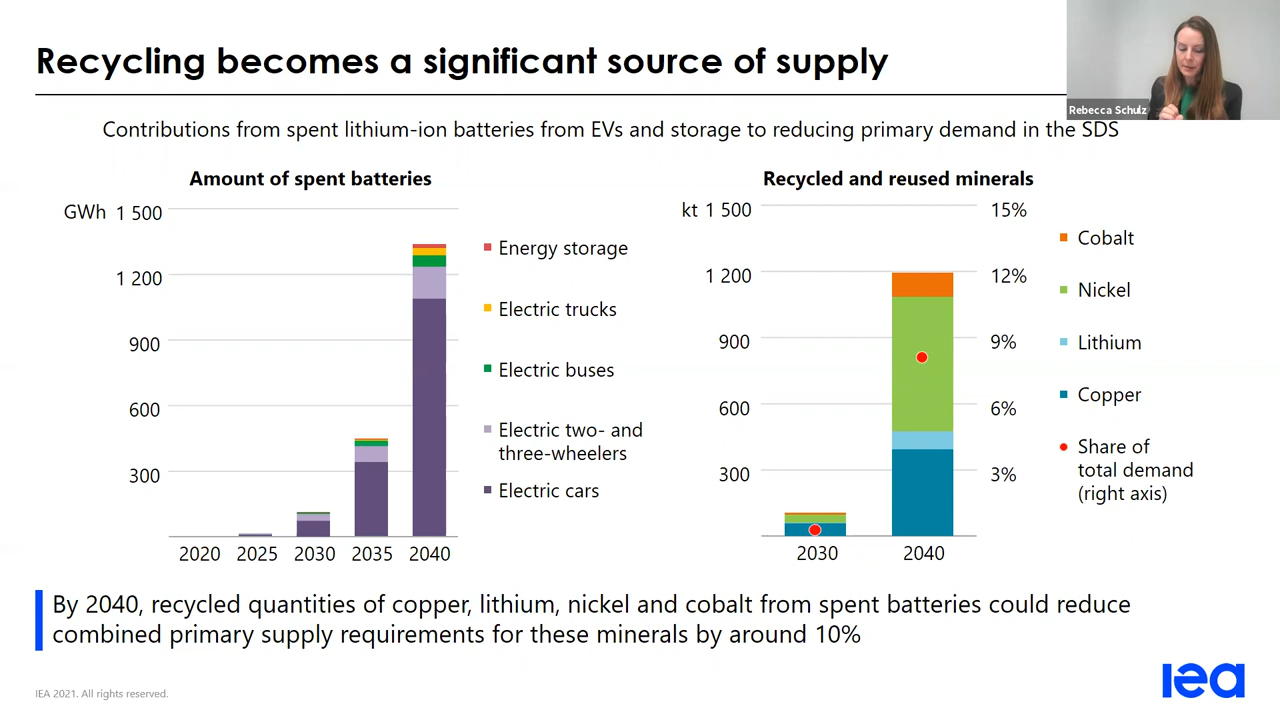 Recycling becomes a significant source of supply
Rebecca Schulz
Contributions from spent lithium-ion batteries from EVs and storage to reducing primary demand in the SDS
Amount of spent batteries
GWh 1 500
1 200
900
600
300
2020 2025 2030 2035 2040
Energy storage
Electric trucks
Electric buses
Electric two- and
three-wheelers
Electric cars
Recycled and reused minerals
kt 1 500
1 200
900
600
300
15%
12%
9%
6%
3%
2030 2040
Cobalt
Nickel
Lithium
Copper
Share of
total demand
(right axis)
By 2040, recycled quantities of copper, lithium, nickel and cobalt from spent batteries could reduce
combined primary supply requirements for these minerals by around 10%
IEA 2021. All rights reserved.
iea